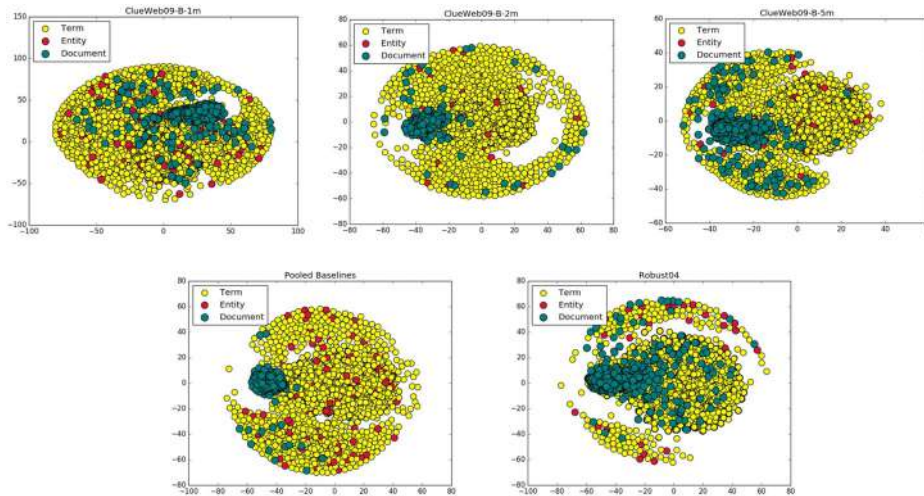 ClueWeb09-B-1m
150
100
50
0
−50
−100
−100 −50 0 50 100
Term
Entity
Document
ClueWeb09-B-2m
80
60
40
20
0
−20
−40
−60
−80
−80 −60 −40 −20 0 20 40 60 80
Term
Entity
Document
ClueWeb09-B-5m
60
40
20
0
−20
−40
−60
−60 −40 −20 0 20 40 60
Term
Entity
Document
Pooled Baselines
80
60
40
20
0
−20
−40
−60
−80
−100 −80 −60 −40 −20 0 20 40 60 80
Term
Entity
Document
Robust04
80
60
40
20
0
−20
−40
−60
−80
−100 −80 −60 −40 −20 0 20 40 60 80
Term
Entity
Document